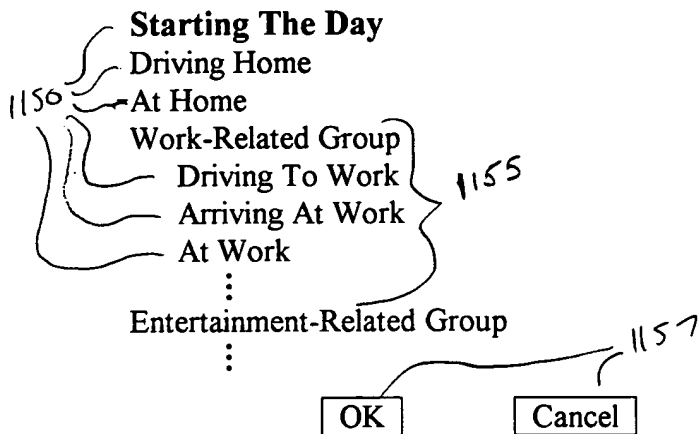 Starting The Day
Driving Home
1150
At Home
Work-Related Group
Driving To Work
1155
Arriving At Work
At Work
Entertainment-Related Group
1157
OK Cancel